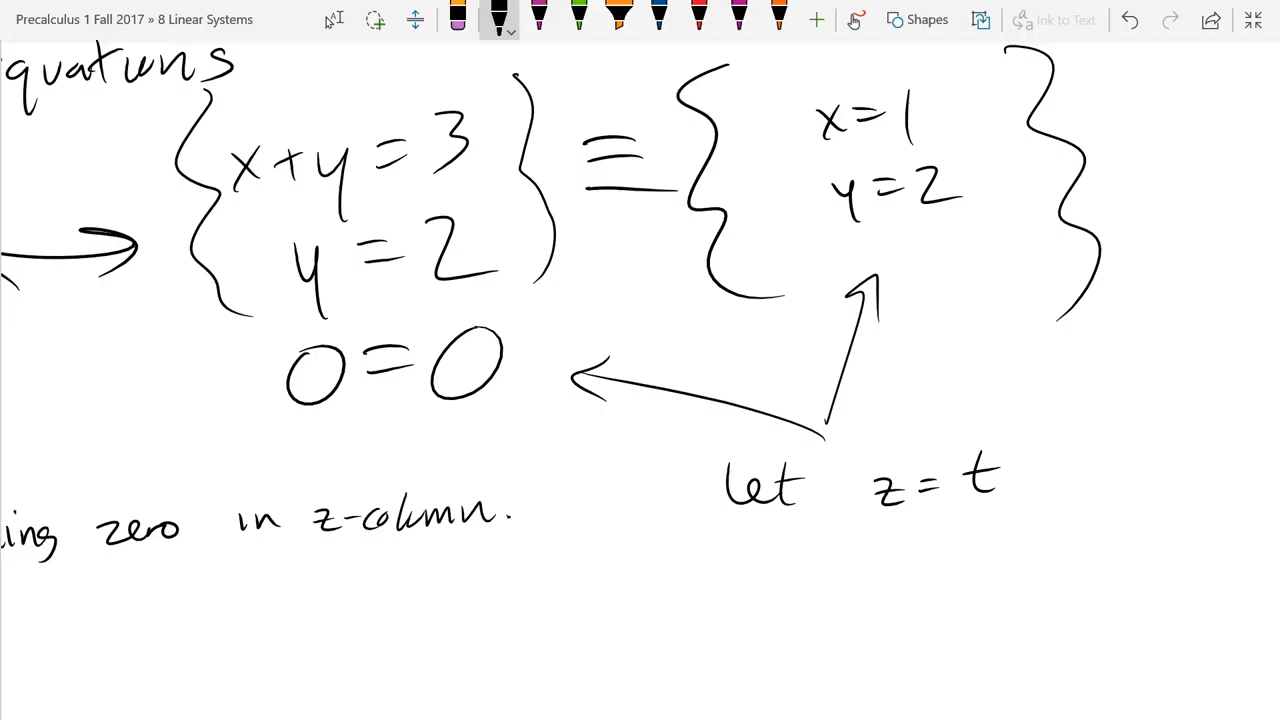 Precalculus 1 Fall 2017 » 8 Linear Systems
Shapes
Ink to Text
quations
x+y=3
y=2
0=0
≡
x=1
y=2
let z=t
ing zero in z-column.